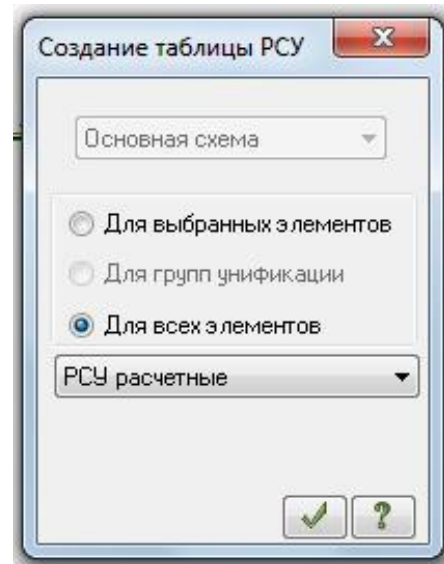 Создание таблицы РСУ
Основная схема
Для выбранных элементов
Для групп унификации
Для всех элементов
РСУ расчетные
?